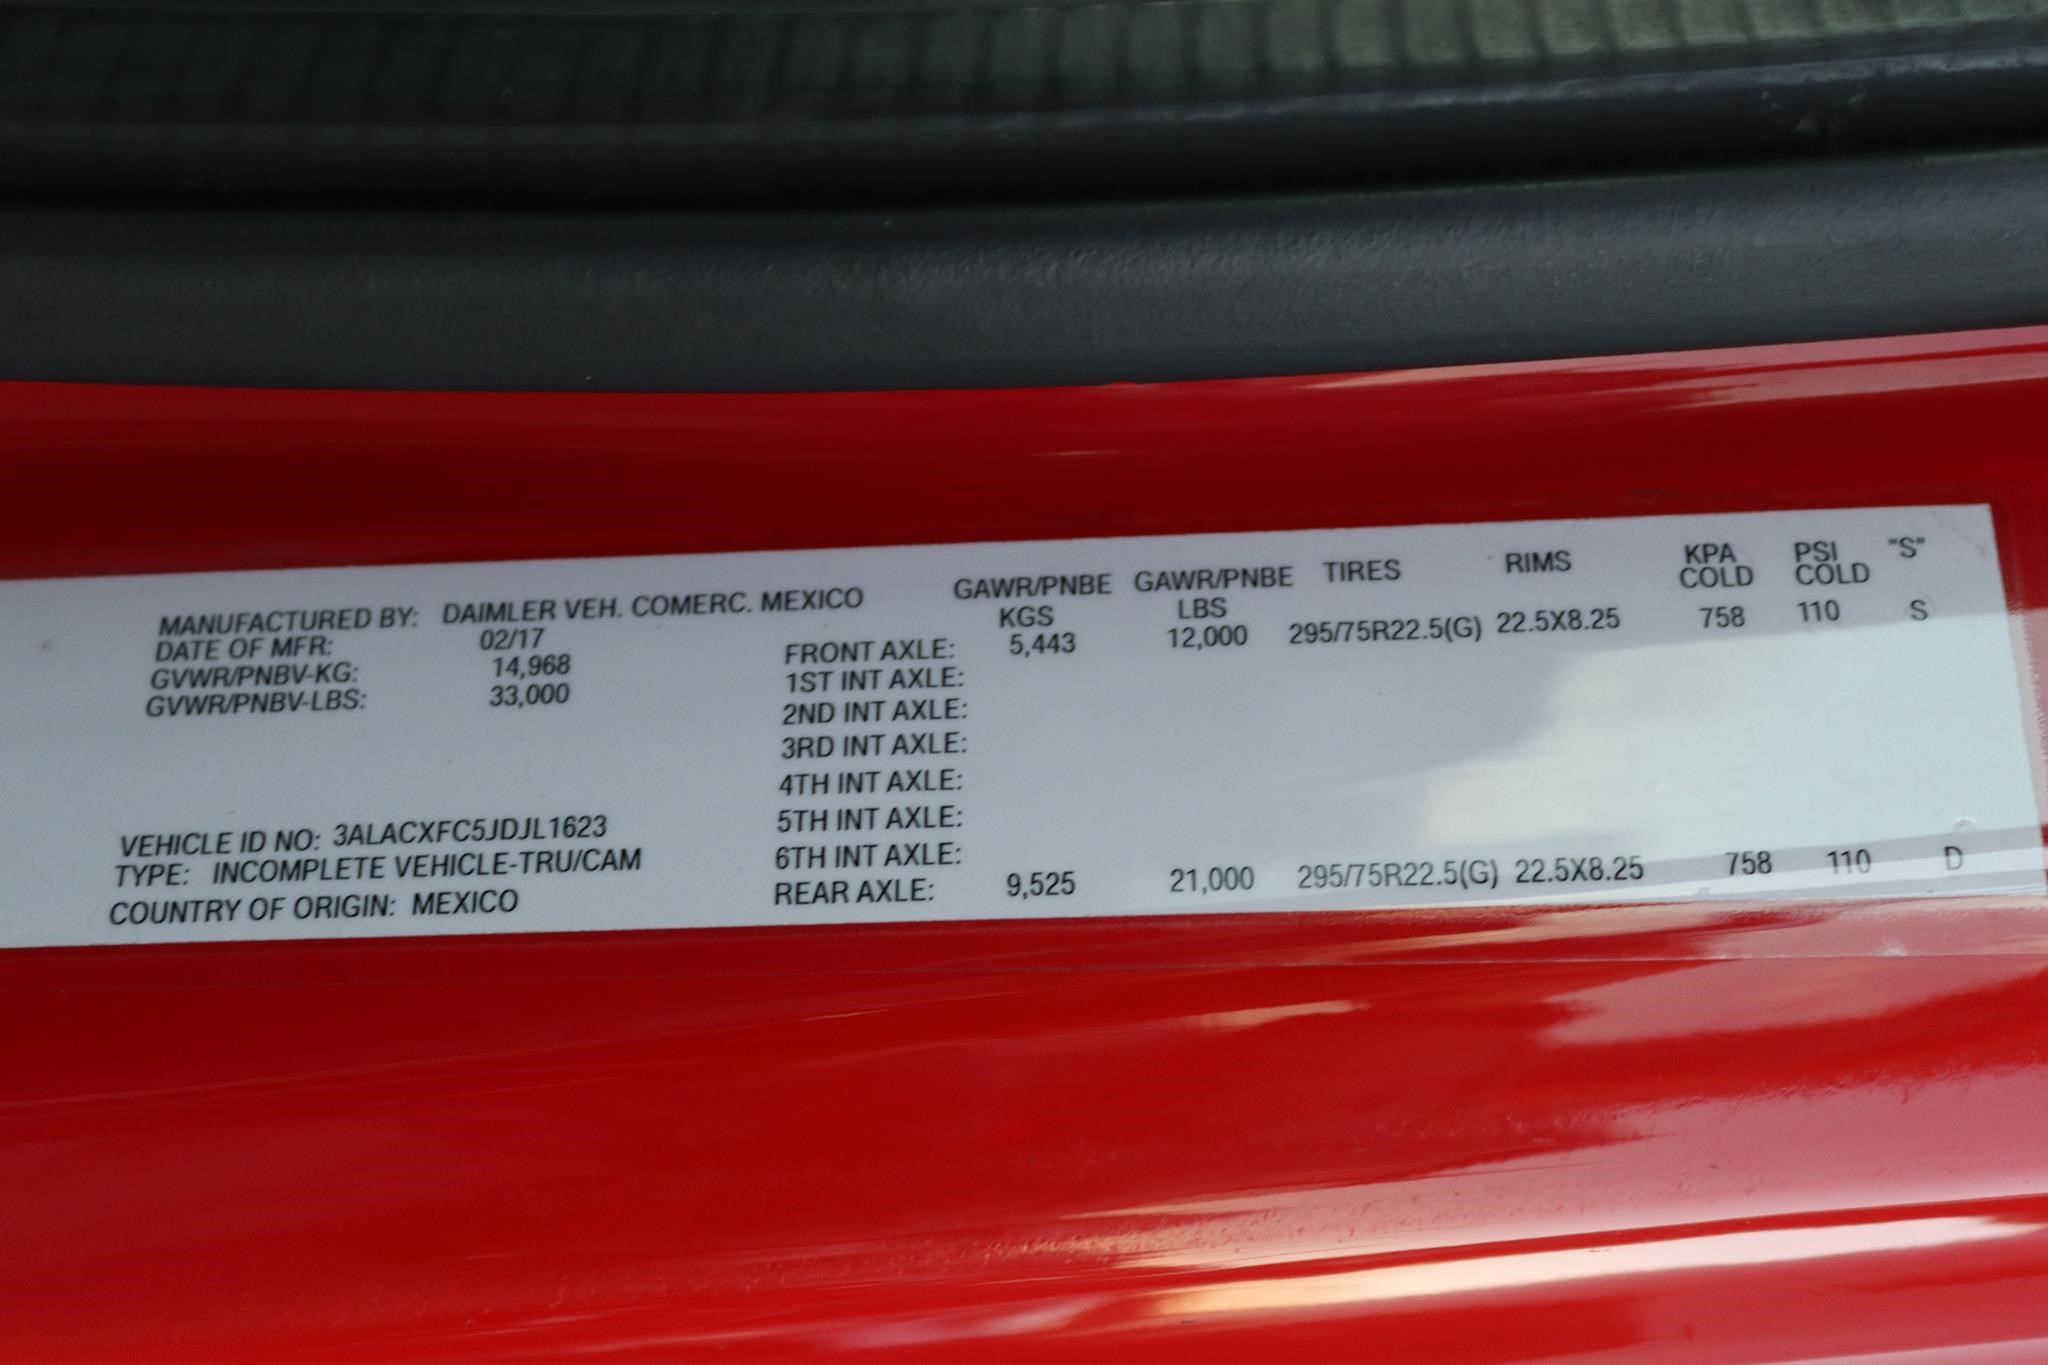 MANUFACTURED BY: DAIMLER VEH. COMERC. MEXICO
DATE OF MFR: 02/17
GVWR/PNBV-KG: 14,968
GVWR/PNBV-LBS: 33,000
VEHICLE ID NO: 3ALACXFC5JDJL1623
TYPE: INCOMPLETE VEHICLE-TRU/CAM
COUNTRY OF ORIGIN: MEXICO
GAWR/PNBE GAWR/PNBE TIRES RIMS KPA PSI "S"
KGS LBS COLD COLD
FRONT AXLE: 5,443 12,000 295/75R22.5(G) 22.5X8.25 758 110 S
1ST INT AXLE:
2ND INT AXLE:
3RD INT AXLE:
4TH INT AXLE:
5TH INT AXLE:
6TH INT AXLE:
REAR AXLE: 9,525 21,000 295/75R22.5(G) 22.5X8.25 758 110 D